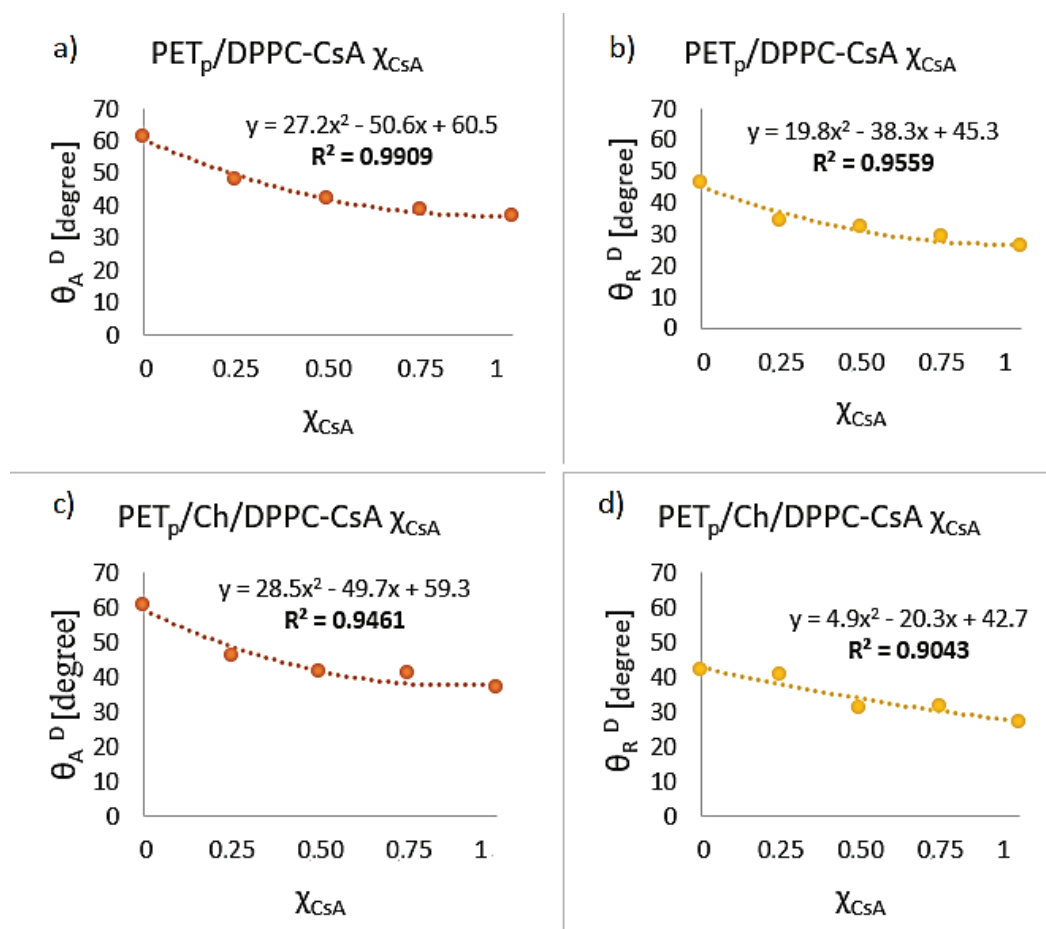 a)
PETp/DPPC-CsA χCsA
y = 27.2x² - 50.6x + 60.5
R² = 0.9909
θA D [degree]
70
60
50
40
30
20
10
0
0 0.25 0.50 0.75 1
χCsA
b)
PETp/DPPC-CsA χCsA
y = 19.8x² - 38.3x + 45.3
R² = 0.9559
θR D [degree]
70
60
50
40
30
20
10
0
0 0.25 0.50 0.75 1
χCsA
c)
PETp/Ch/DPPC-CsA χCsA
y = 28.5x² - 49.7x + 59.3
R² = 0.9461
θA D [degree]
70
60
50
40
30
20
10
0
0 0.25 0.50 0.75 1
χCsA
d)
PETp/Ch/DPPC-CsA χCsA
y = 4.9x² - 20.3x + 42.7
R² = 0.9043
θR D [degree]
70
60
50
40
30
20
10
0
0 0.25 0.50 0.75 1
χCsA